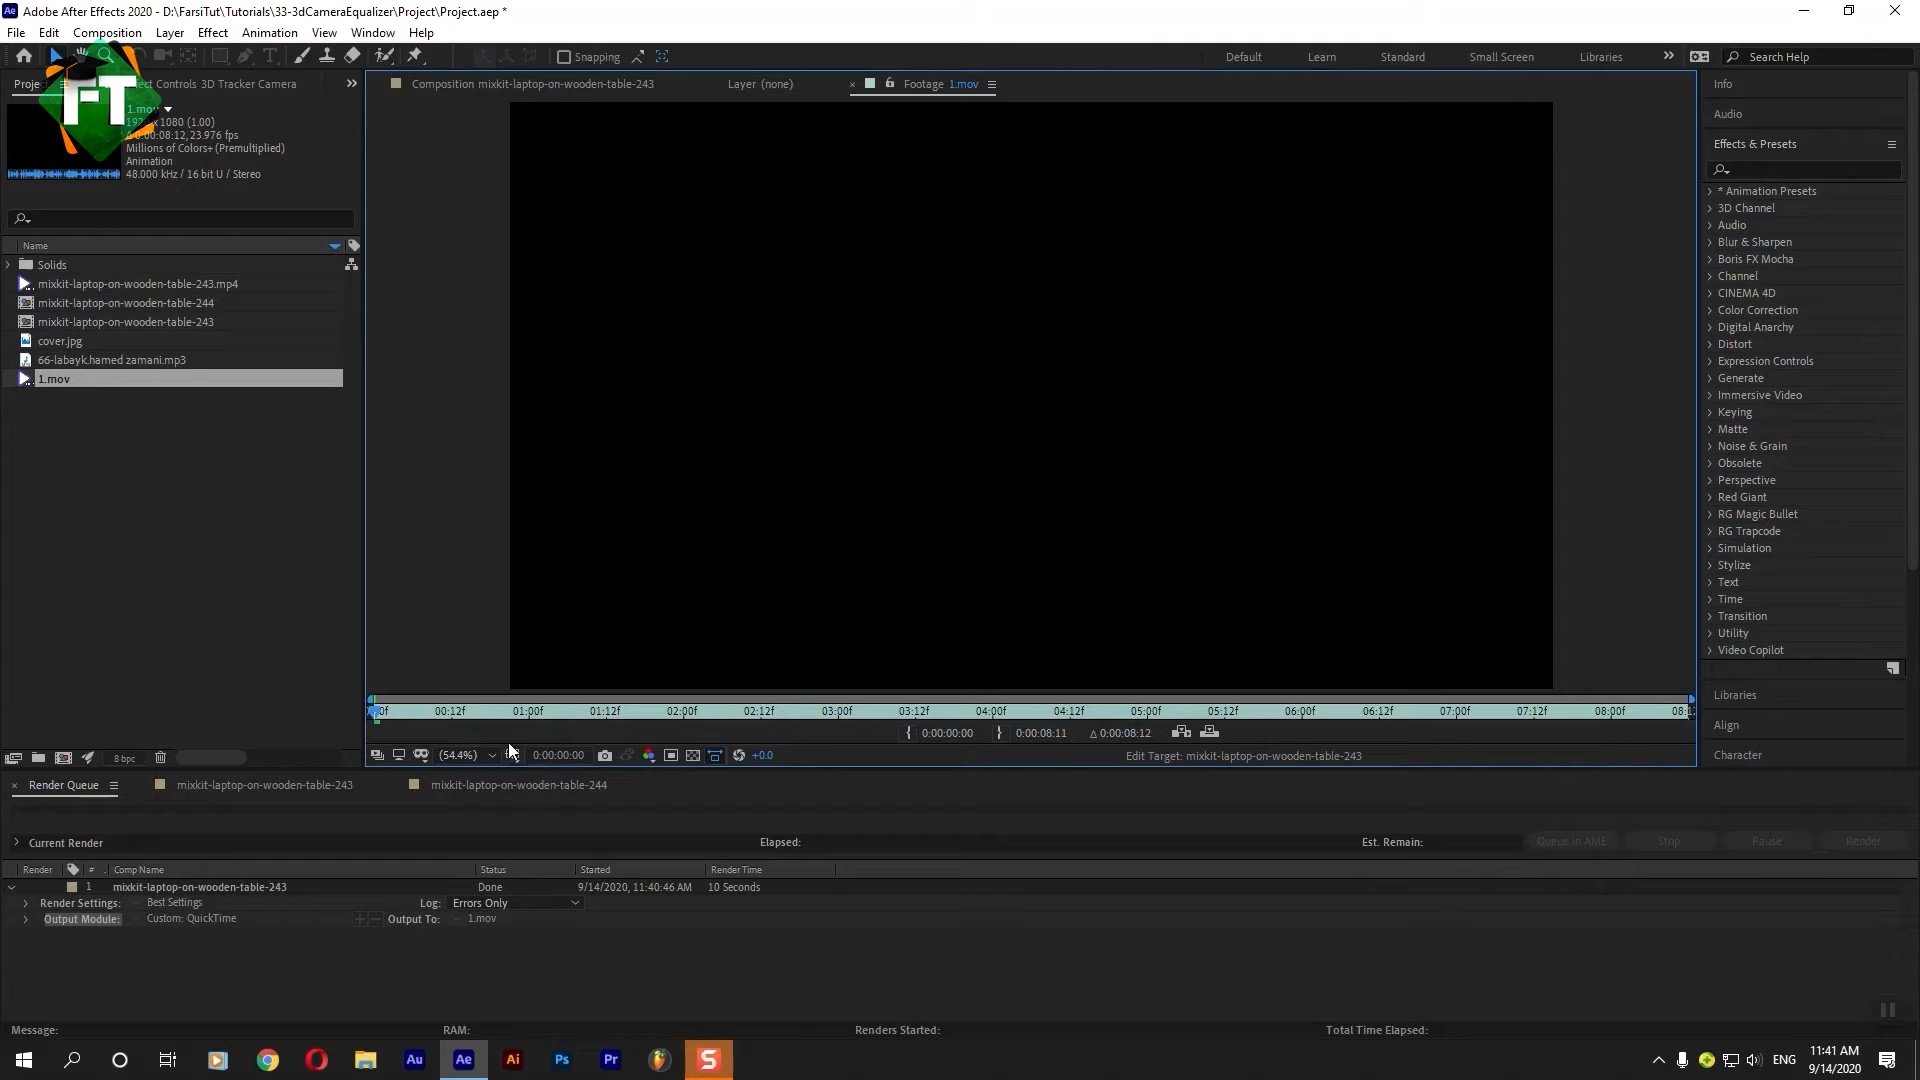 Adobe After Effects 2020 - D:\FarsiTut\Tutorials\33-3dCameraEqualizer\Project\Project.aep *
File Edit Composition Layer Effect Animation View Window Help
Snapping
Default Learn Standard Small Screen Libraries Search Help
FT
Effect Controls 3D Tracker Camera
Composition mixkit-laptop-on-wooden-table-243 Layer (none) Footage 1.mov
Info
1.mov
(1.00)
23.976 fps
Millions of Colors+ (Premultiplied)
Animation
48.000 kHz / 16 bit U / Stereo
Name
Solids
mixkit-laptop-on-wooden-table-243.mp4
mixkit-laptop-on-wooden-table-244
mixkit-laptop-on-wooden-table-243
cover.jpg
66-labayk.hamed zamani.mp3
1.mov
8 bpc
Audio
Effects & Presets
* Animation Presets
3D Channel
Audio
Blur & Sharpen
Boris FX Mocha
Channel
CINEMA 4D
Color Correction
Digital Anarchy
Distort
Expression Controls
Generate
Immersive Video
Keying
Matte
Noise & Grain
Obsolete
Perspective
Red Giant
RG Magic Bullet
RG Trapcode
Simulation
Stylize
Text
Time
Transition
Utility
Video Copilot
Libraries
Align
Character
00:12f 01:00f 01:12f 02:00f 02:12f 03:00f 03:12f 04:00f 04:12f 05:00f 05:12f 06:00f 06:12f 07:00f 07:12f 08:00f
0:00:00:00 0:00:08:11 Δ 0:00:08:12
(54.4%) 0:00:00:00 +0.0 Edit Target: mixkit-laptop-on-wooden-table-243
Render Queue mixkit-laptop-on-wooden-table-243 mixkit-laptop-on-wooden-table-244
Current Render Elapsed: Est. Remain: Queue in AME Stop Pause Render
Render # Comp Name Status Started Render Time
1 mixkit-laptop-on-wooden-table-243 Done 9/14/2020, 11:40:46 AM 10 Seconds
Render Settings: Best Settings Log: Errors Only
Output Module: Custom: QuickTime Output To: 1.mov
Message: RAM: Renders Started: Total Time Elapsed:
Au Ae Ai Ps Pr S ENG 11:41 AM
9/14/2020